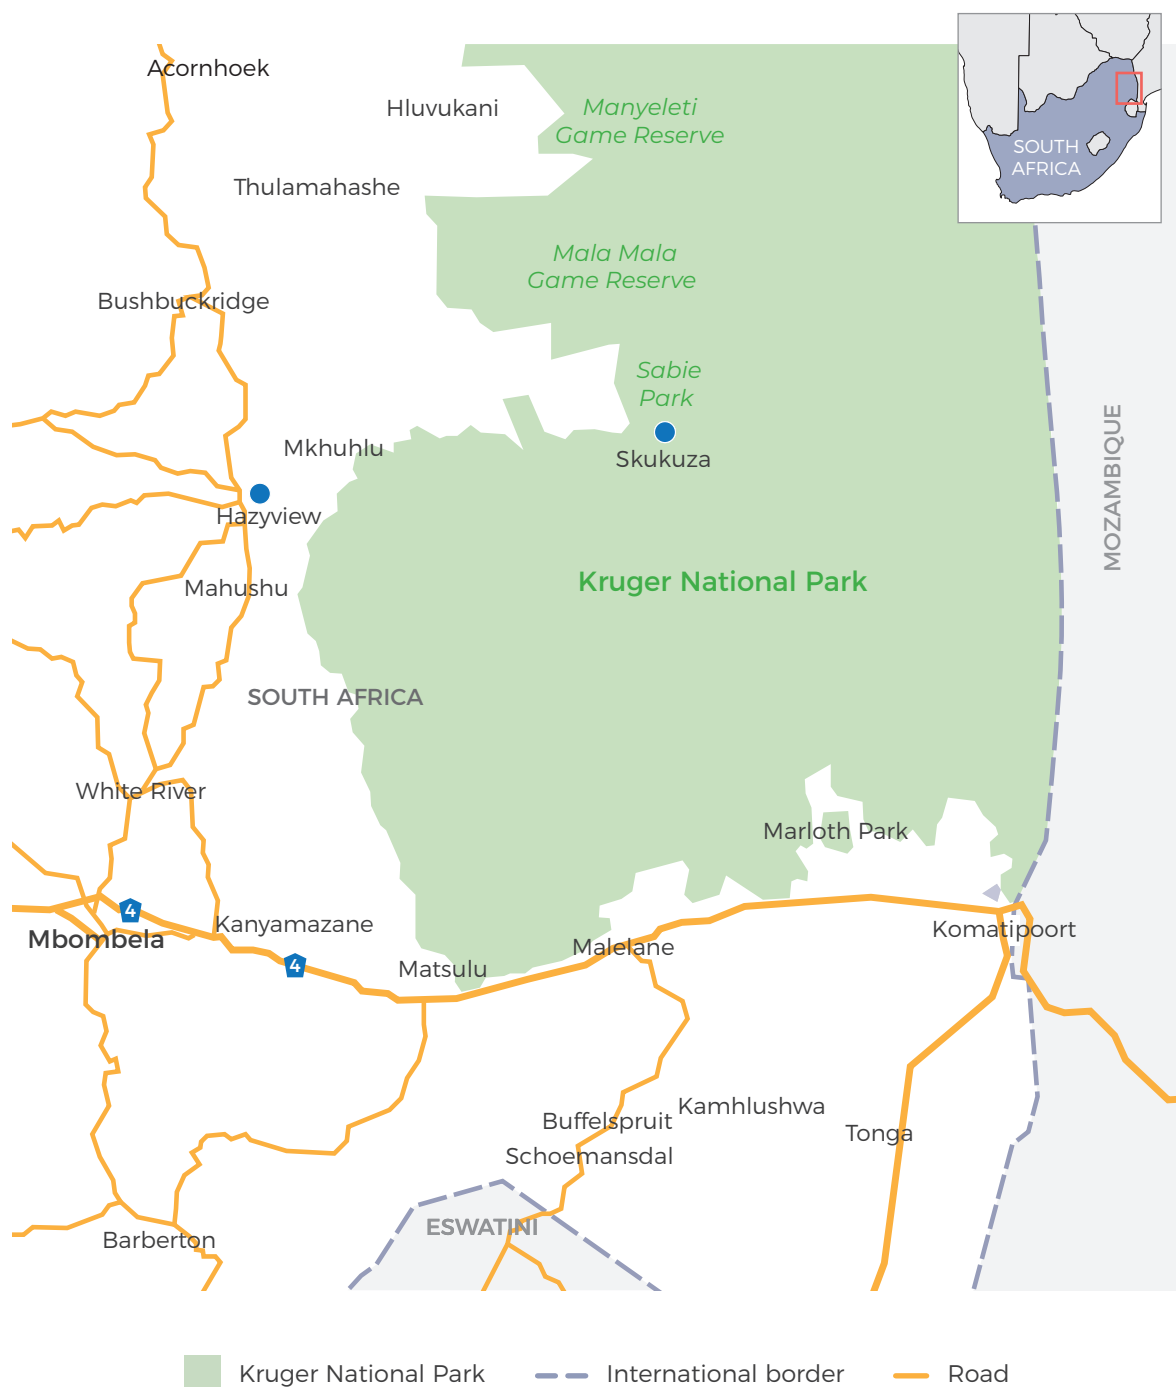 Acornhoek
Hluvukani
Manyeleti
Game Reserve
SOUTH
AFRICA
Thulamahashe
Mala Mala
Game Reserve
Bushbuckridge
Sabie
Park
MOZAMBIQUE
Mkhuhlu
Skukuza
Hazyview
Kruger National Park
Mahushu
SOUTH AFRICA
White River
Marloth Park
4
Kanyamazane
Komatipoort
Mbombela
Malelane
4
Matsulu
Kamhlushwa
Buffelspruit
Tonga
Schoemansdal
ESWATINI
Barberton
Kruger National Park
International border
Road